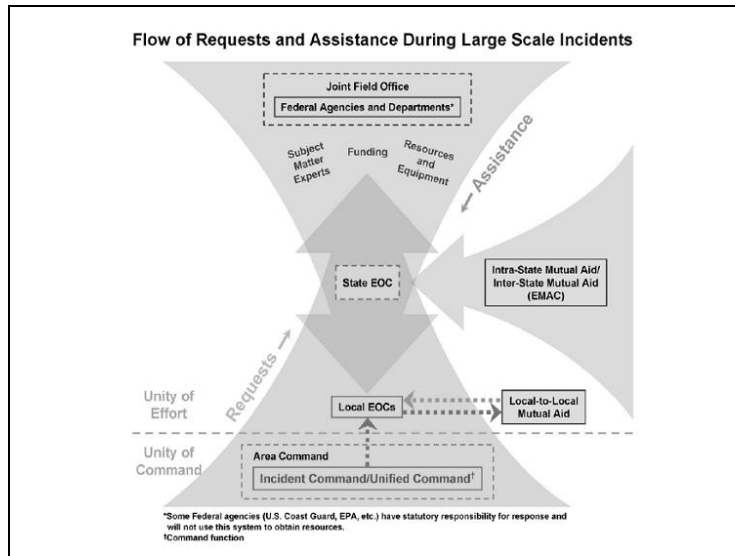 Flow of Requests and Assistance During Large Scale Incidents
Joint Field Office
Federal Agencies and Departments*
Subject
Matter
Experts
Funding
Resources
and
Equipment
Assistance
State EOC
Intra-State Mutual Aid/
Inter-State Mutual Aid
(EMAC)
Requests
Unity of
Effort
Local EOCs
Local-to-Local
Mutual Aid
Unity of
Command
Area Command
Incident Command/Unified Command†
*Some Federal agencies (U.S. Coast Guard, EPA, etc.) have statutory responsibility for response and
will not use this system to obtain resources.
†Command function